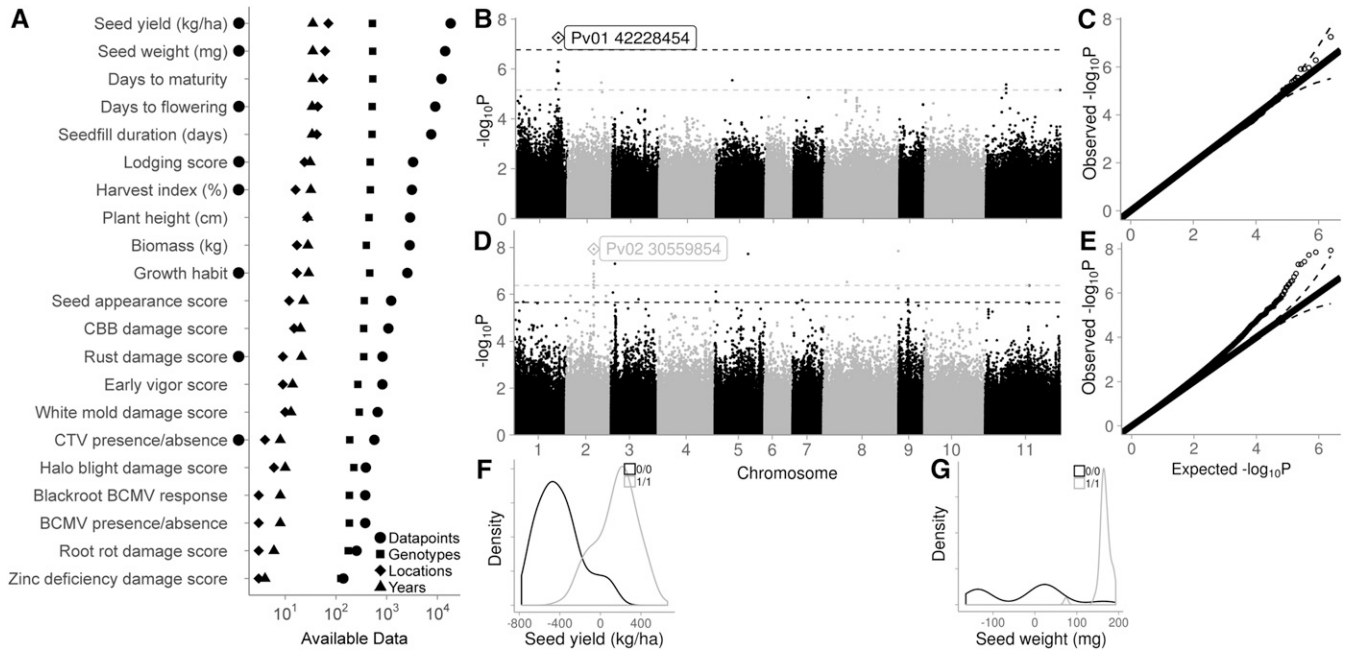 A
Seed yield (kg/ha)
Seed weight (mg)
Days to maturity
Days to flowering
Seedfill duration (days)
Lodging score
Harvest index (%)
Plant height (cm)
Biomass (kg)
Growth habit
Seed appearance score
CBB damage score
Rust damage score
Early vigor score
White mold damage score
CTV presence/absence
Halo blight damage score
Blackroot BCMV response
BCMV presence/absence
Root rot damage score
Zinc deficiency damage score
Datapoints
Genotypes
Locations
Years
10¹ 10² 10³ 10⁴
Available Data
B
Pv01 42228454
8
6
4
2
0
-log₁₀P
C
8
6
4
2
0
Observed -log₁₀P
0 2 4 6
D
Pv02 30559854
8
6
4
2
0
-log₁₀P
1 2 3 4 5 6 7 8 9 10 11
Chromosome
E
8
6
4
2
0
Observed -log₁₀P
0 2 4 6
Expected -log₁₀P
F
0/0
1/1
Density
-800 -400 0 400
Seed yield (kg/ha)
G
0/0
1/1
Density
-100 0 100 200
Seed weight (mg)